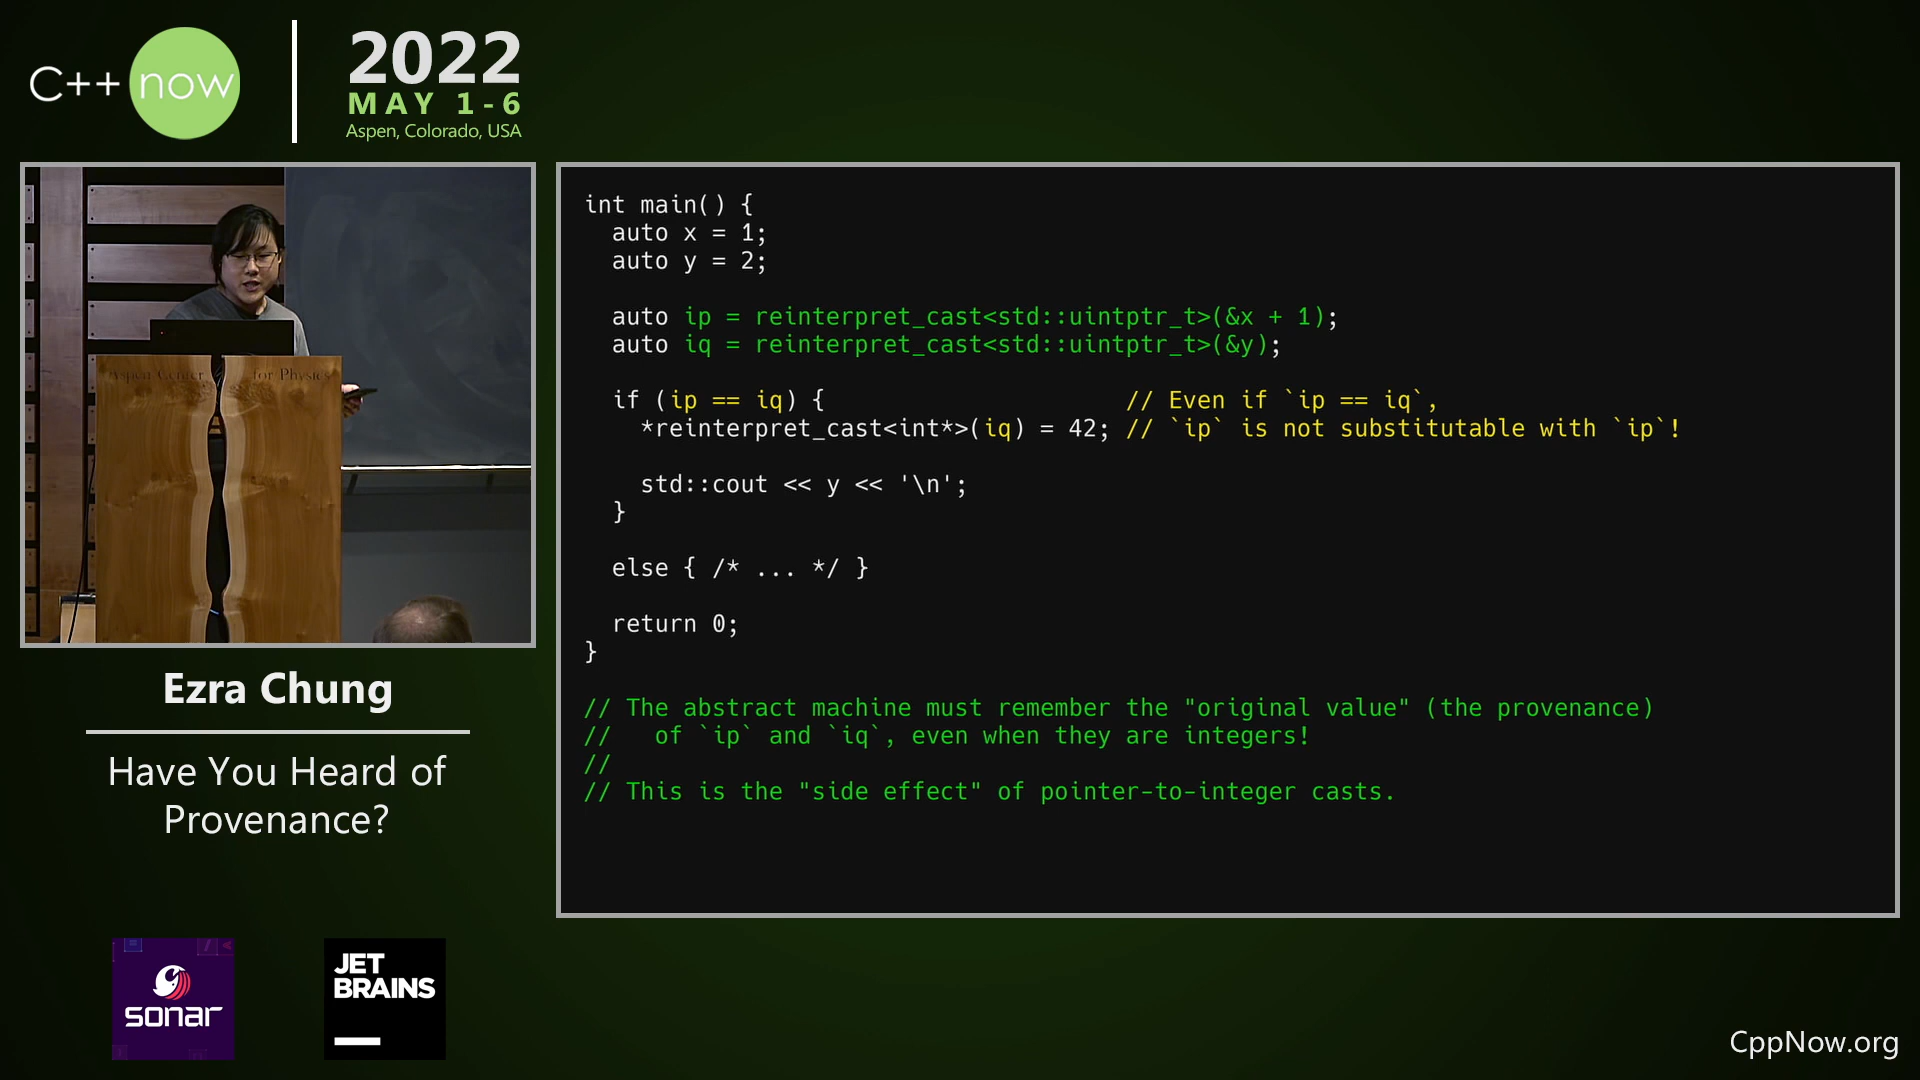 C++ now
2022
MAY 1-6
Aspen, Colorado, USA
Aspen Center for Physics
Ezra Chung
Have You Heard of
Provenance?
sonar
JET
BRAINS
int main() {
  auto x = 1;
  auto y = 2;
  auto ip = reinterpret_cast<std::uintptr_t>(&x + 1);
  auto iq = reinterpret_cast<std::uintptr_t>(&y);
  if (ip == iq) { // Even if `ip == iq`,
    *reinterpret_cast<int*>(iq) = 42; // `ip` is not substitutable with `ip`!
    std::cout << y << '\n';
  }
  else { /* ... */ }
  return 0;
}
// The abstract machine must remember the "original value" (the provenance)
//   of `ip` and `iq`, even when they are integers!
//
// This is the "side effect" of pointer-to-integer casts.
CppNow.org